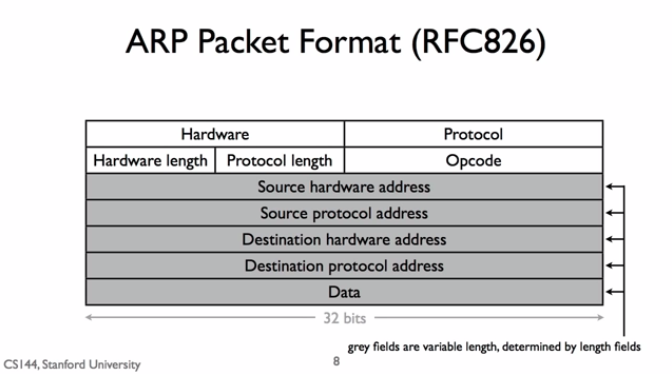 ARP Packet Format (RFC826)
Hardware Protocol
Hardware length Protocol length Opcode
Source hardware address
Source protocol address
Destination hardware address
Destination protocol address
Data
32 bits
grey fields are variable length, determined by length fields
CS144, Stanford University 8